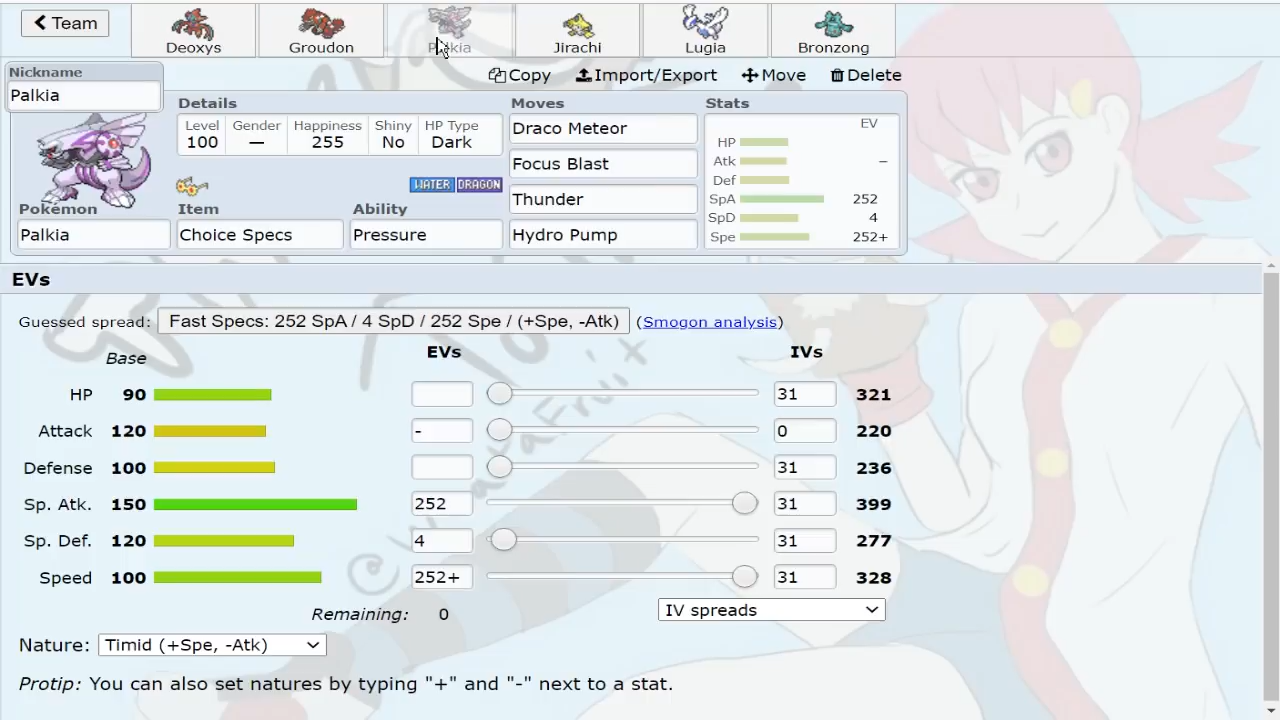 Team
Deoxys
Groudon
Jirachi
Lugia
Bronzong
Copy
Import/Export
Move
Delete
Nickname
Palkia
Details
Level
100
Gender
—
Happiness
255
Shiny
No
HP Type
Dark
WATER DRAGON
Pokémon
Palkia
Item
Choice Specs
Ability
Pressure
Moves
Draco Meteor
Focus Blast
Thunder
Hydro Pump
Stats
EV
HP
Atk –
Def
SpA 252
SpD 4
Spe 252+
EVs
Guessed spread: Fast Specs: 252 SpA / 4 SpD / 252 Spe / (+Spe, -Atk) (Smogon analysis)
Base EVs IVs
HP 90 31 321
Attack 120 - 0 220
Defense 100 31 236
Sp. Atk. 150 252 31 399
Sp. Def. 120 4 31 277
Speed 100 252+ 31 328
Remaining: 0
IV spreads
Nature: Timid (+Spe, -Atk)
Protip: You can also set natures by typing "+" and "-" next to a stat.